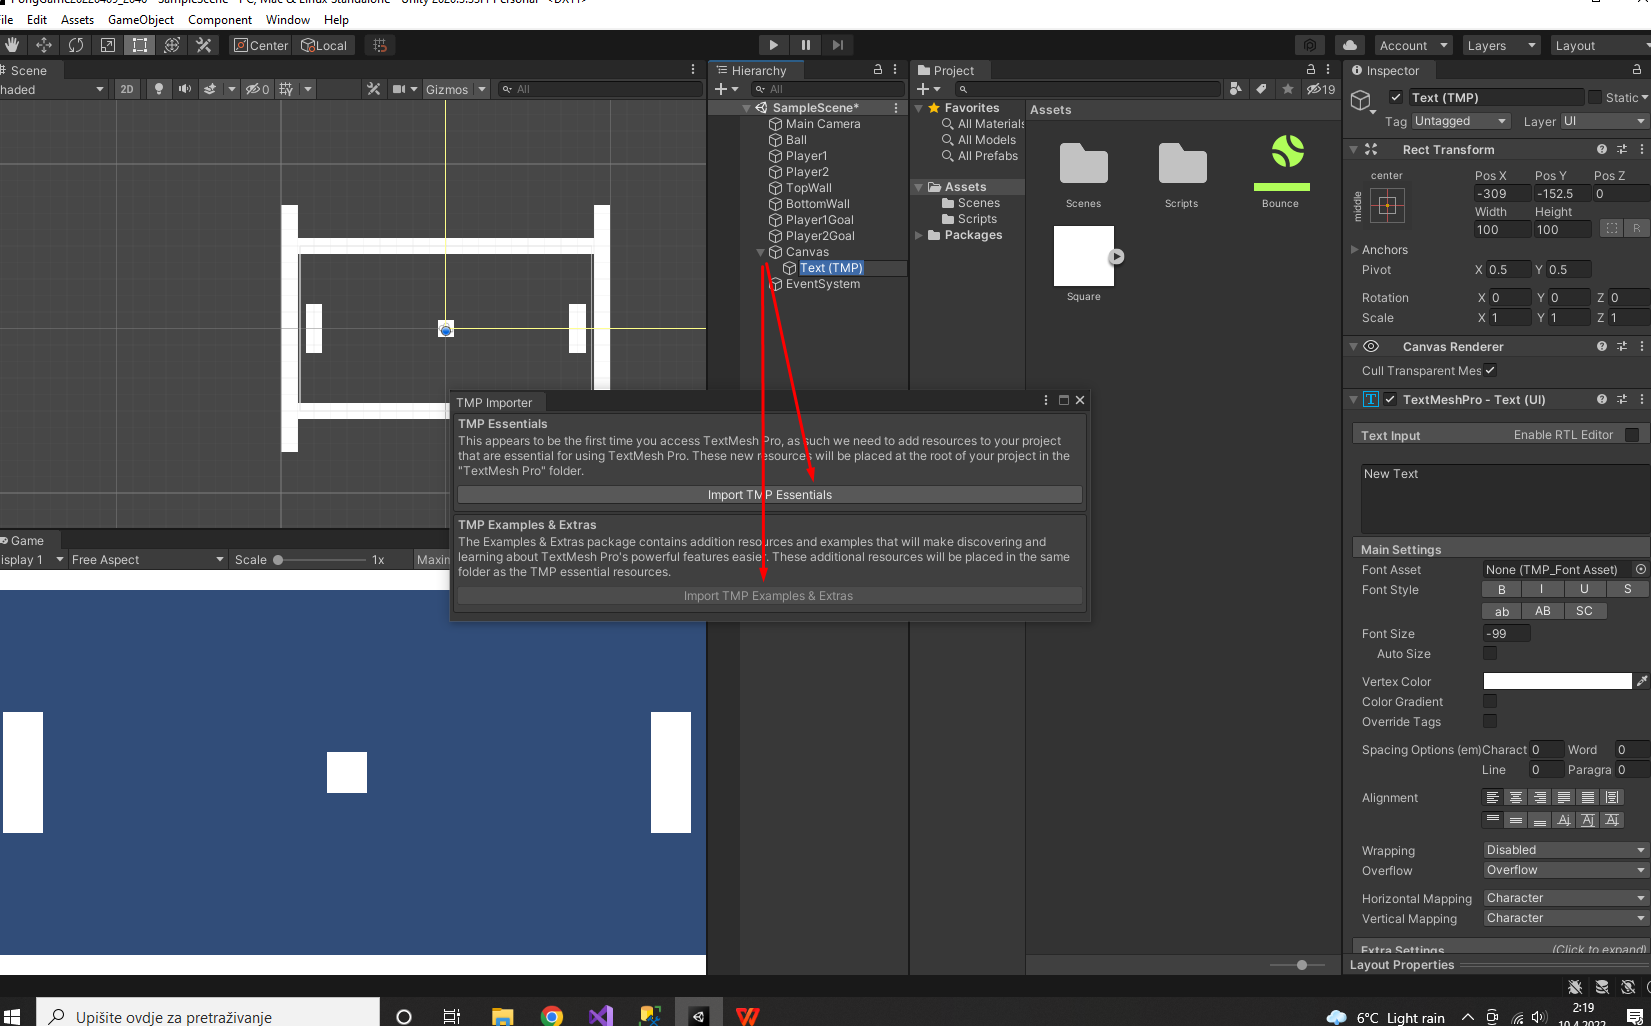 File Edit Assets GameObject Component Window Help
Center Local
Account Layers Layout
Scene
2D 0 Gizmos All
Hierarchy
All
SampleScene*
Main Camera
Ball
Player1
Player2
TopWall
BottomWall
Player1Goal
Player2Goal
Canvas
Text (TMP)
EventSystem
Project
19
Favorites
All Materials
All Models
All Prefabs
Assets
Scenes
Scripts
Packages
Assets
Scenes
Scripts
Bounce
Square
Inspector
Text (TMP) Static
Tag Untagged Layer UI
Rect Transform
center
middle
Pos X Pos Y Pos Z
-309 -152.5 0
Width Height
100 100 R
Anchors
Pivot X 0.5 Y 0.5
Rotation X 0 Y 0 Z 0
Scale X 1 Y 1 Z 1
Canvas Renderer
Cull Transparent Mes
TextMeshPro - Text (UI)
Text Input Enable RTL Editor
New Text
Main Settings
Font Asset None (TMP_Font Asset)
Font Style B I U S
ab AB SC
Font Size -99
Auto Size
Vertex Color
Color Gradient
Override Tags
Spacing Options (em) Charact 0 Word 0
Line 0 Paragra 0
Alignment
Wrapping Disabled
Overflow Overflow
Horizontal Mapping Character
Vertical Mapping Character
Extra Settings (Click to expand)
Layout Properties
TMP Importer
TMP Essentials
This appears to be the first time you access TextMesh Pro, as such we need to add resources to your project
that are essential for using TextMesh Pro. These new resources will be placed at the root of your project in the
"TextMesh Pro" folder.
Import TMP Essentials
TMP Examples & Extras
The Examples & Extras package contains addition resources and examples that will make discovering and
learning about TextMesh Pro's powerful features easier. These additional resources will be placed in the same
folder as the TMP essential resources.
Import TMP Examples & Extras
Game
isplay 1 Free Aspect Scale 1x Maxin
Upišite ovdje za pretraživanje
6°C Light rain
2:19
10.4.2022